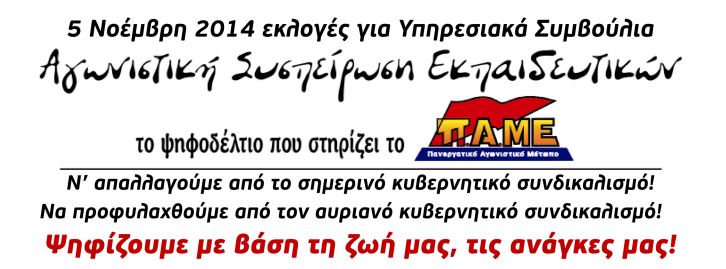 5 Νοέμβρη 2014 εκλογές για Υπηρεσιακά Συμβούλια
Αγωνιστική Συσπείρωση Εκπαιδευτικών
το ψηφοδέλτιο που στηρίζει το
Π.Α.ΜΕ
Πανεργατικό Αγωνιστικό Μέτωπο
Ν’ απαλλαγούμε από το σημερινό κυβερνητικό συνδικαλισμό!
Να προφυλαχθούμε από τον αυριανό κυβερνητικό συνδικαλισμό!
Ψηφίζουμε με βάση τη ζωή μας, τις ανάγκες μας!